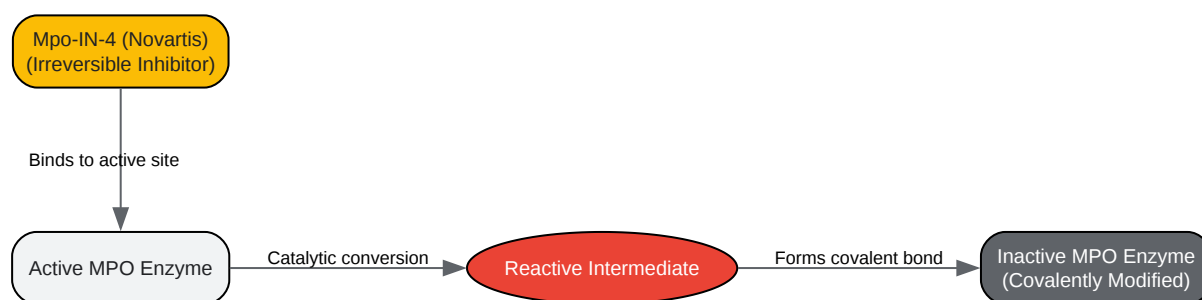 Mpo-IN-4 (Novartis)
(Irreversible Inhibitor)
Binds to active site
Active MPO Enzyme
Catalytic conversion
Reactive Intermediate
Forms covalent bond
Inactive MPO Enzyme
(Covalently Modified)